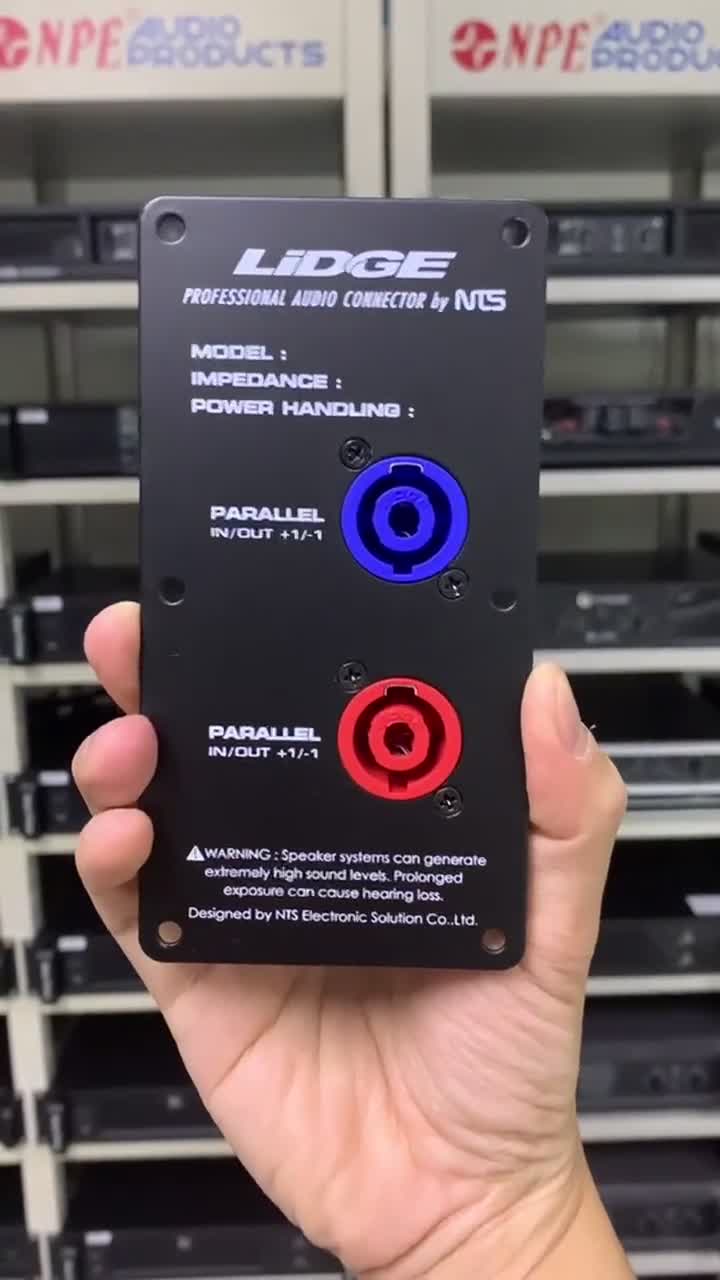 NPE AUDIO PRODUCTS
NPE AUDIO
LiDGE
PROFESSIONAL AUDIO CONNECTOR by NTS
MODEL :
IMPEDANCE :
POWER HANDLING :
PARALLEL
IN/OUT +1/-1
PARALLEL
IN/OUT +1/-1
⚠WARNING : Speaker systems can generate
extremely high sound levels. Prolonged
exposure can cause hearing loss.
Designed by NTS Electronic Solution Co.,Ltd.